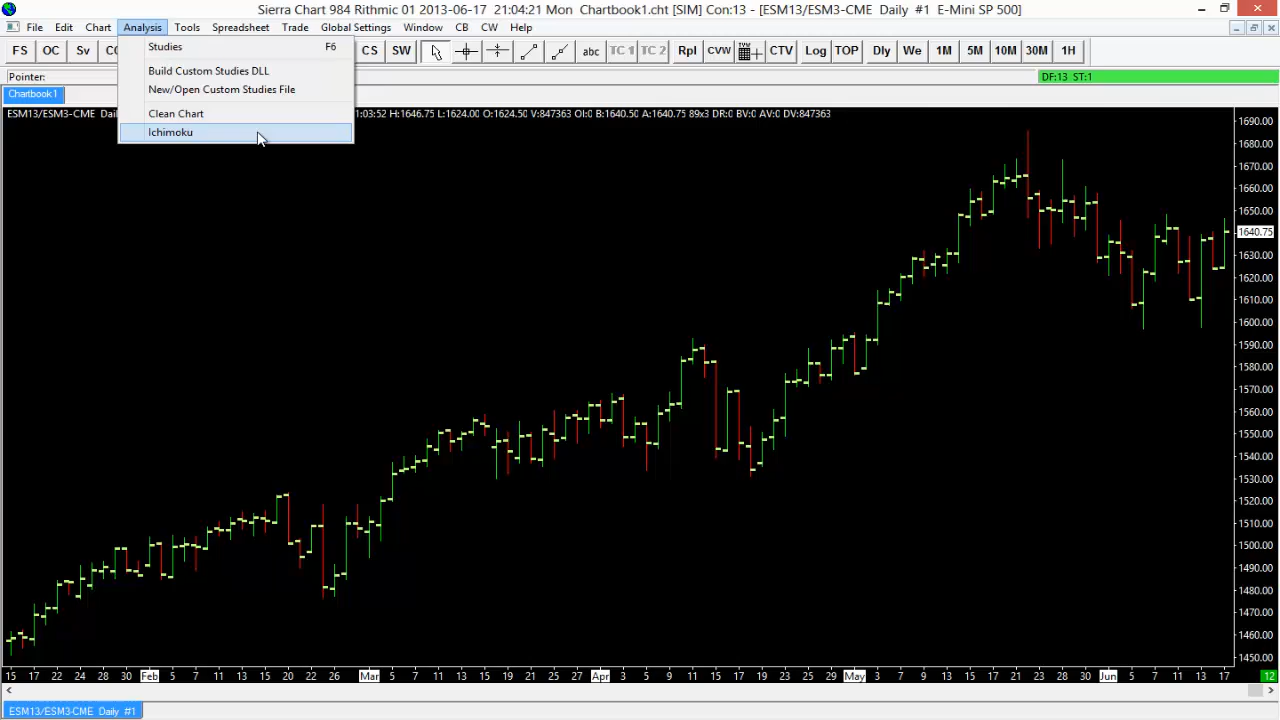 Sierra Chart 984 Rithmic 01 2013-06-17 21:04:21 Mon Chartbook1.cht [SIM] Con:13 - [ESM13/ESM3-CME Daily #1 E-Mini SP 500]
File Edit Chart Analysis Tools Spreadsheet Trade Global Settings Window CB CW Help
FS OC Sv CS SW abc TC 1 TC 2 Rpl CVW CTV Log TOP Dly We 1M 5M 10M 30M 1H
Studies F6
Build Custom Studies DLL
New/Open Custom Studies File
Clean Chart
Ichimoku
Pointer:
DF:13 ST:1
Chartbook1
ESM13/ESM3-CME 1:03:52 H:1646.75 L:1624.00 O:1624.50 V:847363 OI:0 B:1640.50 A:1640.75 89x3 DR:0 BV:0 AV:0 DV:847363
1690.00
1680.00
1670.00
1660.00
1650.00
1640.75
1630.00
1620.00
1610.00
1600.00
1590.00
1580.00
1570.00
1560.00
1550.00
1540.00
1530.00
1520.00
1510.00
1500.00
1490.00
1480.00
1470.00
1460.00
1450.00
15 17 22 24 28 30 Feb 5 7 11 13 15 20 22 26 Mar 5 7 11 13 15 19 21 25 27 Apr 3 5 9 11 15 17 19 23 25 29 May 3 7 9 13 15 17 21 23 28 30 Jun 5 7 11 13 17 12
ESM13/ESM3-CME Daily #1